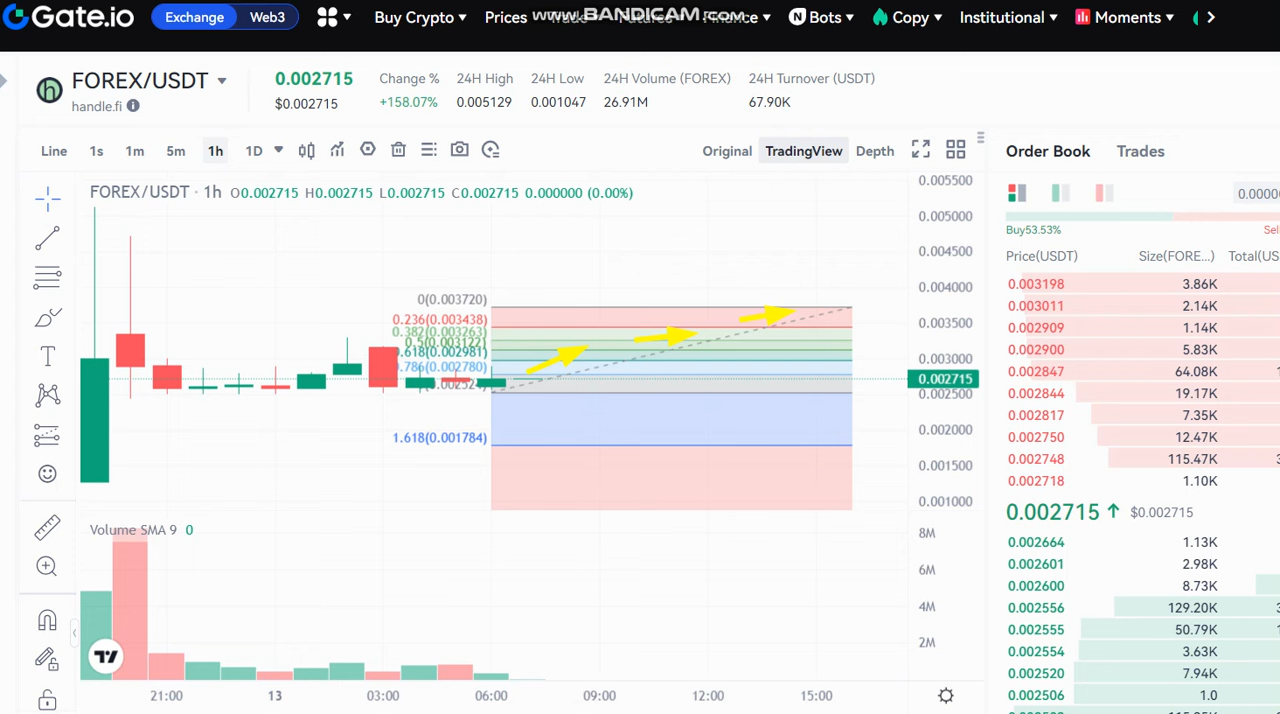 Gate.io Exchange Web3 Buy Crypto Prices Bots Copy Institutional Moments
www.BANDICAM.com
FOREX/USDT
handle.fi
0.002715
$0.002715
Change % 24H High 24H Low 24H Volume (FOREX) 24H Turnover (USDT)
+158.07% 0.005129 0.001047 26.91M 67.90K
Line 1s 1m 5m 1h 1D Original TradingView Depth
FOREX/USDT · 1h O0.002715 H0.002715 L0.002715 C0.002715 0.000000 (0.00%)
0.005500
0.005000
0.004500
0.004000
0.003500
0.003000
0.002715
0.002500
0.002000
0.001500
0.001000
0(0.003720)
0.236(0.003438)
0.382(0.003263)
0.5(0.003122)
0.618(0.002981)
0.786(0.002780)
1.618(0.001784)
Volume SMA 9 0
8M
6M
4M
2M
21:00 13 03:00 06:00 09:00 12:00 15:00
Order Book Trades
Buy53.53%
Price(USDT) Size(FORE...)
0.003198 3.86K
0.003011 2.14K
0.002909 1.14K
0.002900 5.83K
0.002847 64.08K
0.002844 19.17K
0.002817 7.35K
0.002750 12.47K
0.002748 115.47K
0.002718 1.10K
0.002715 $0.002715
0.002664 1.13K
0.002601 2.98K
0.002600 8.73K
0.002556 129.20K
0.002555 50.79K
0.002554 3.63K
0.002520 7.94K
0.002506 1.0